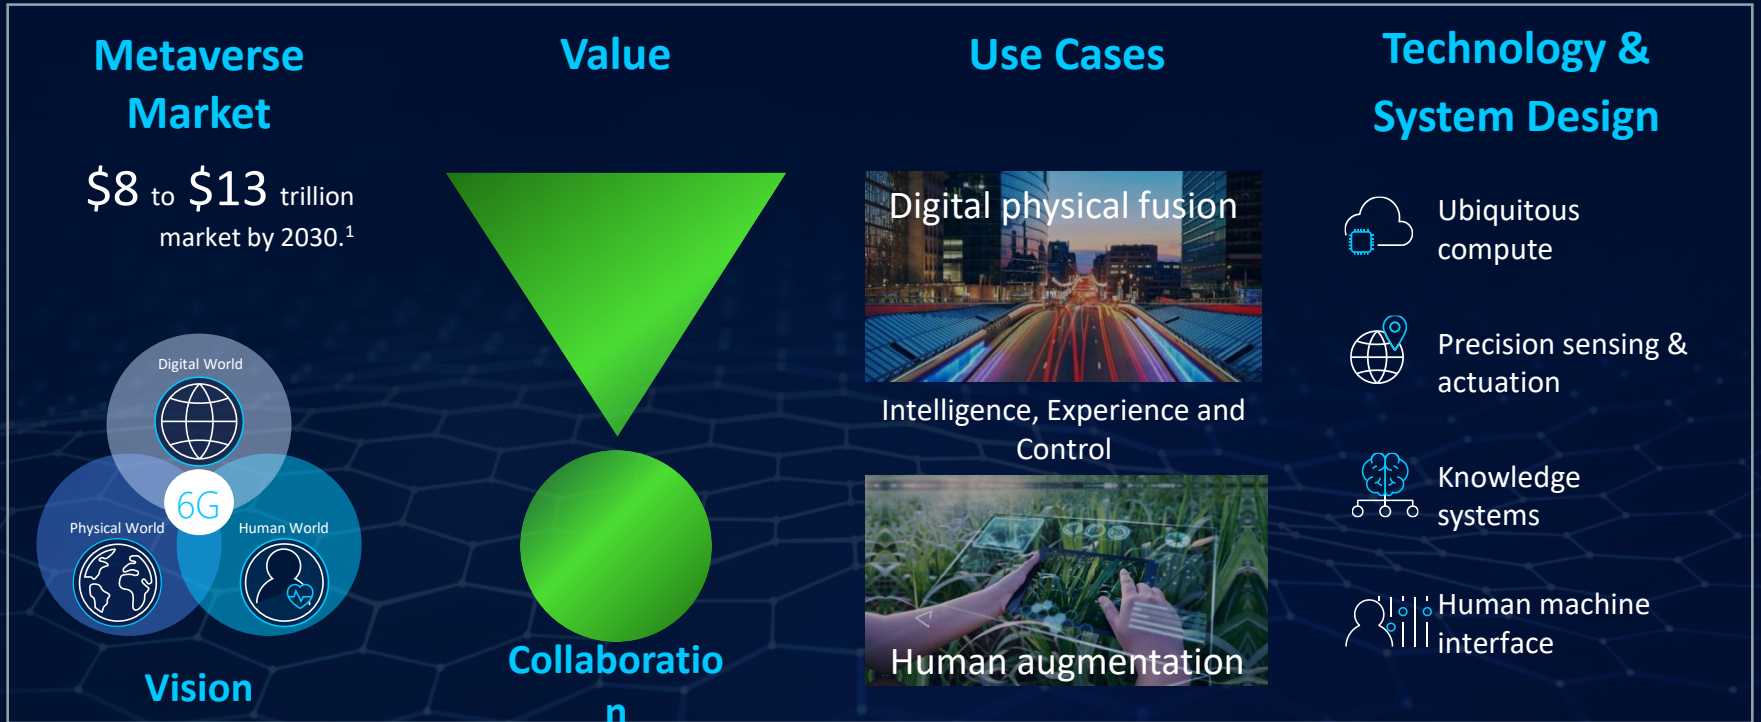 Metaverse
Market
$8 to $13 trillion
market by 2030.¹
Digital World
6G
Physical World
Human World
Vision
Value
Collaboratio
n
Use Cases
Digital physical fusion
Intelligence, Experience and
Control
Human augmentation
Technology &
System Design
Ubiquitous
compute
Precision sensing &
actuation
Knowledge
systems
Human machine
interface